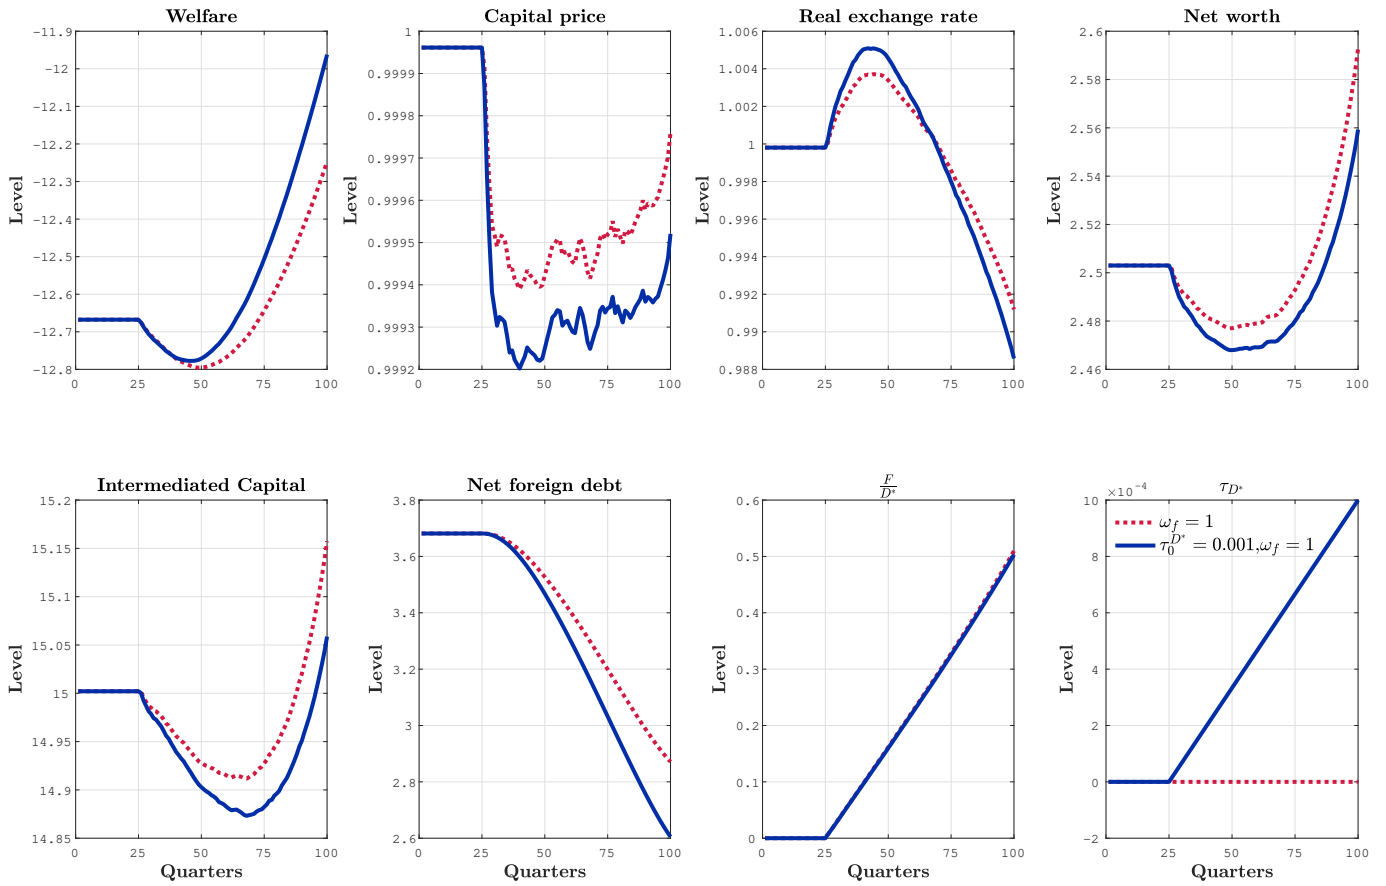 Welfare
Level
-11.9
-12
-12.1
-12.2
-12.3
-12.4
-12.5
-12.6
-12.7
-12.8
0 25 50 75 100
Capital price
Level
1
0.9999
0.9998
0.9997
0.9996
0.9995
0.9994
0.9993
0.9992
0 25 50 75 100
Real exchange rate
Level
1.006
1.004
1.002
1
0.998
0.996
0.994
0.992
0.99
0.988
0 25 50 75 100
Net worth
Level
2.6
2.58
2.56
2.54
2.52
2.5
2.48
2.46
0 25 50 75 100
Intermediated Capital
Level
15.2
15.15
15.1
15.05
15
14.95
14.9
14.85
0 25 50 75 100
Quarters
Net foreign debt
Level
3.8
3.6
3.4
3.2
3
2.8
2.6
0 25 50 75 100
Quarters
F
D*
Level
0.6
0.5
0.4
0.3
0.2
0.1
0
0 25 50 75 100
Quarters
×10⁻⁴
τ_{D*}
Level
10
8
6
4
2
0
-2
0 25 50 75 100
Quarters
ω_f = 1
τ_0^{D*} = 0.001,ω_f = 1